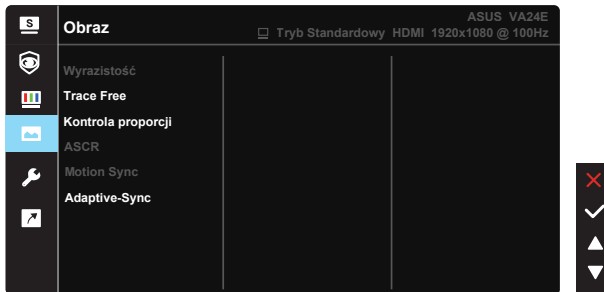 S
Obraz
ASUS VA24E
Tryb Standardowy HDMI 1920x1080 @ 100Hz
Wyrazistość
Trace Free
Kontrola proporcji
ASCR
Motion Sync
Adaptive-Sync